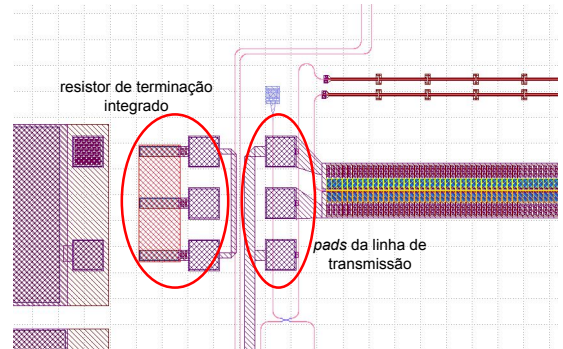 resistor de terminação
integrado
pads da linha de
transmissão